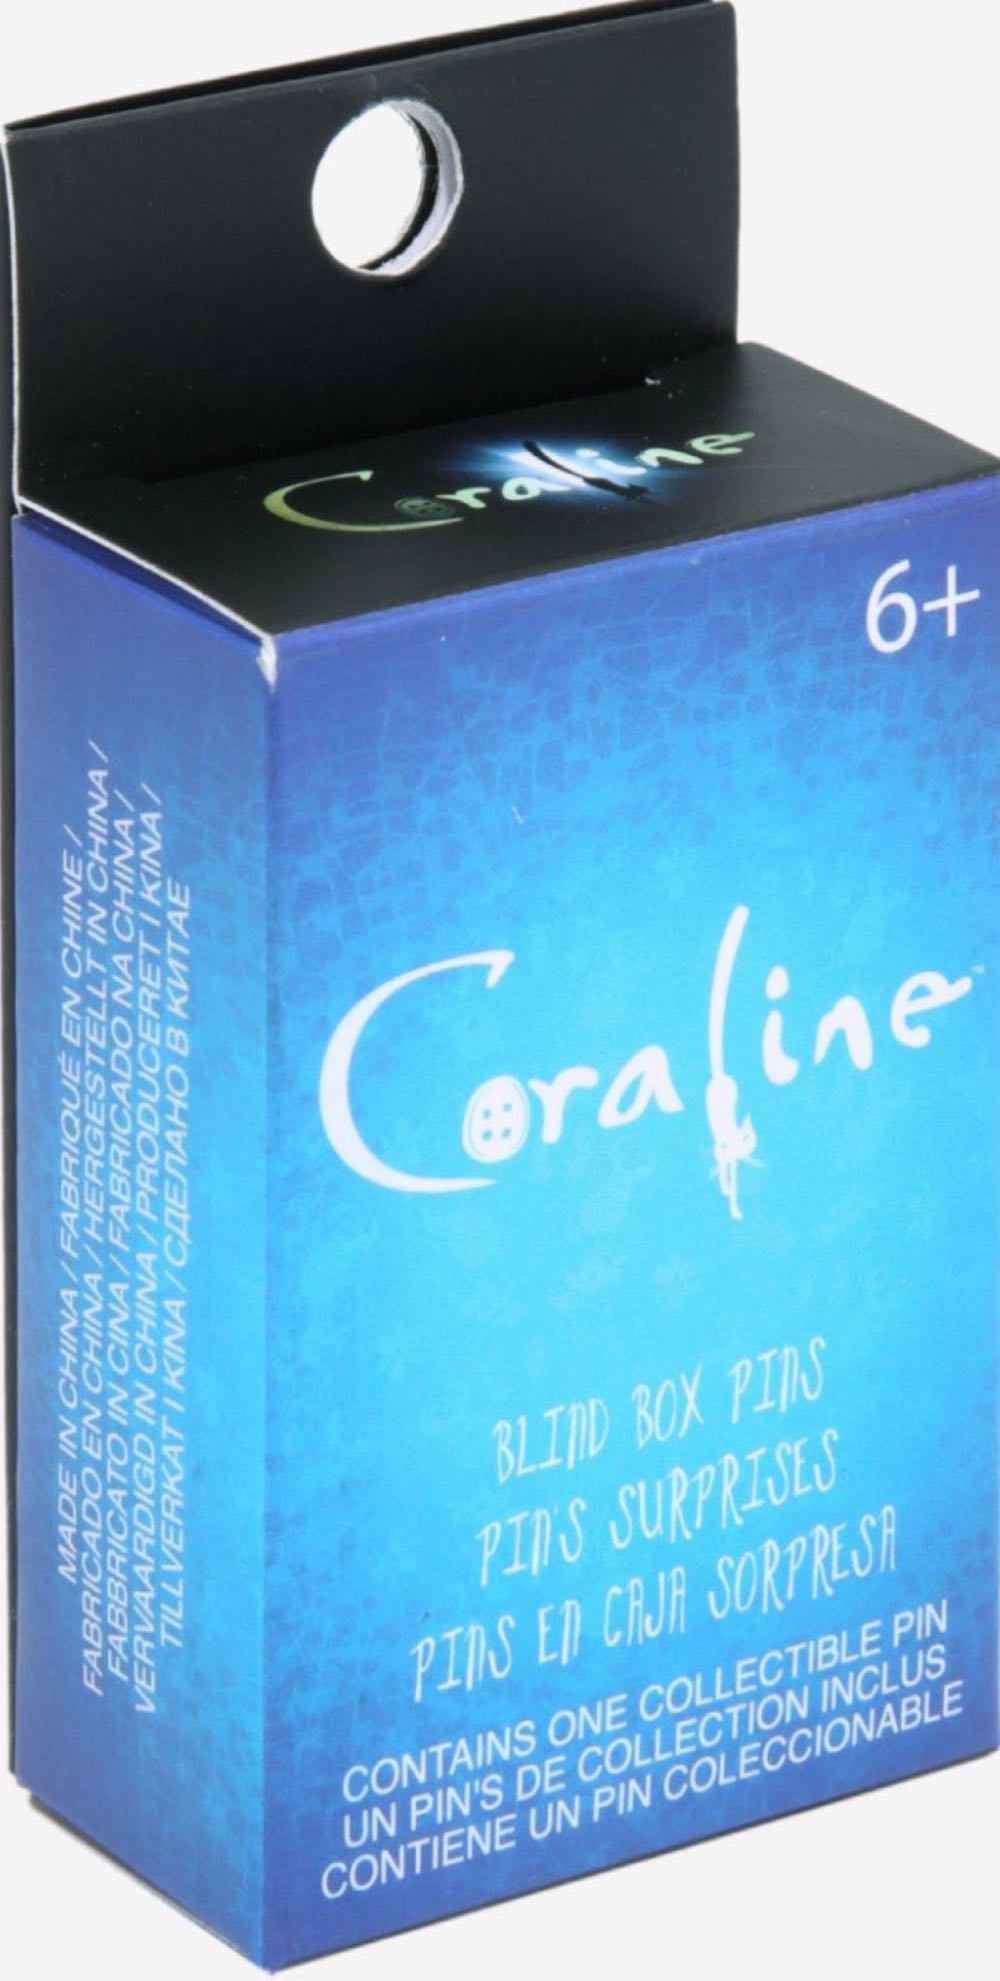 Coraline
6+
Coraline™
BLIND BOX PINS
PIN'S SURPRISES
PINS EN CAJA SORPRESA
CONTAINS ONE COLLECTIBLE PIN
UN PIN'S DE COLLECTION INCLUS
CONTIENE UN PIN COLECCIONABLE
MADE IN CHINA / FABRIQUÉ EN CHINE /
FABRICADO EN CHINA / HERGESTELLT IN CHINA /
FABBRICATO IN CINA / FABRICADO NA CHINA /
VERVAARDIGD IN CHINA / PRODUCERET I KINA /
TILLVERKAT I KINA / СДЕЛАНО В КИТАЕ